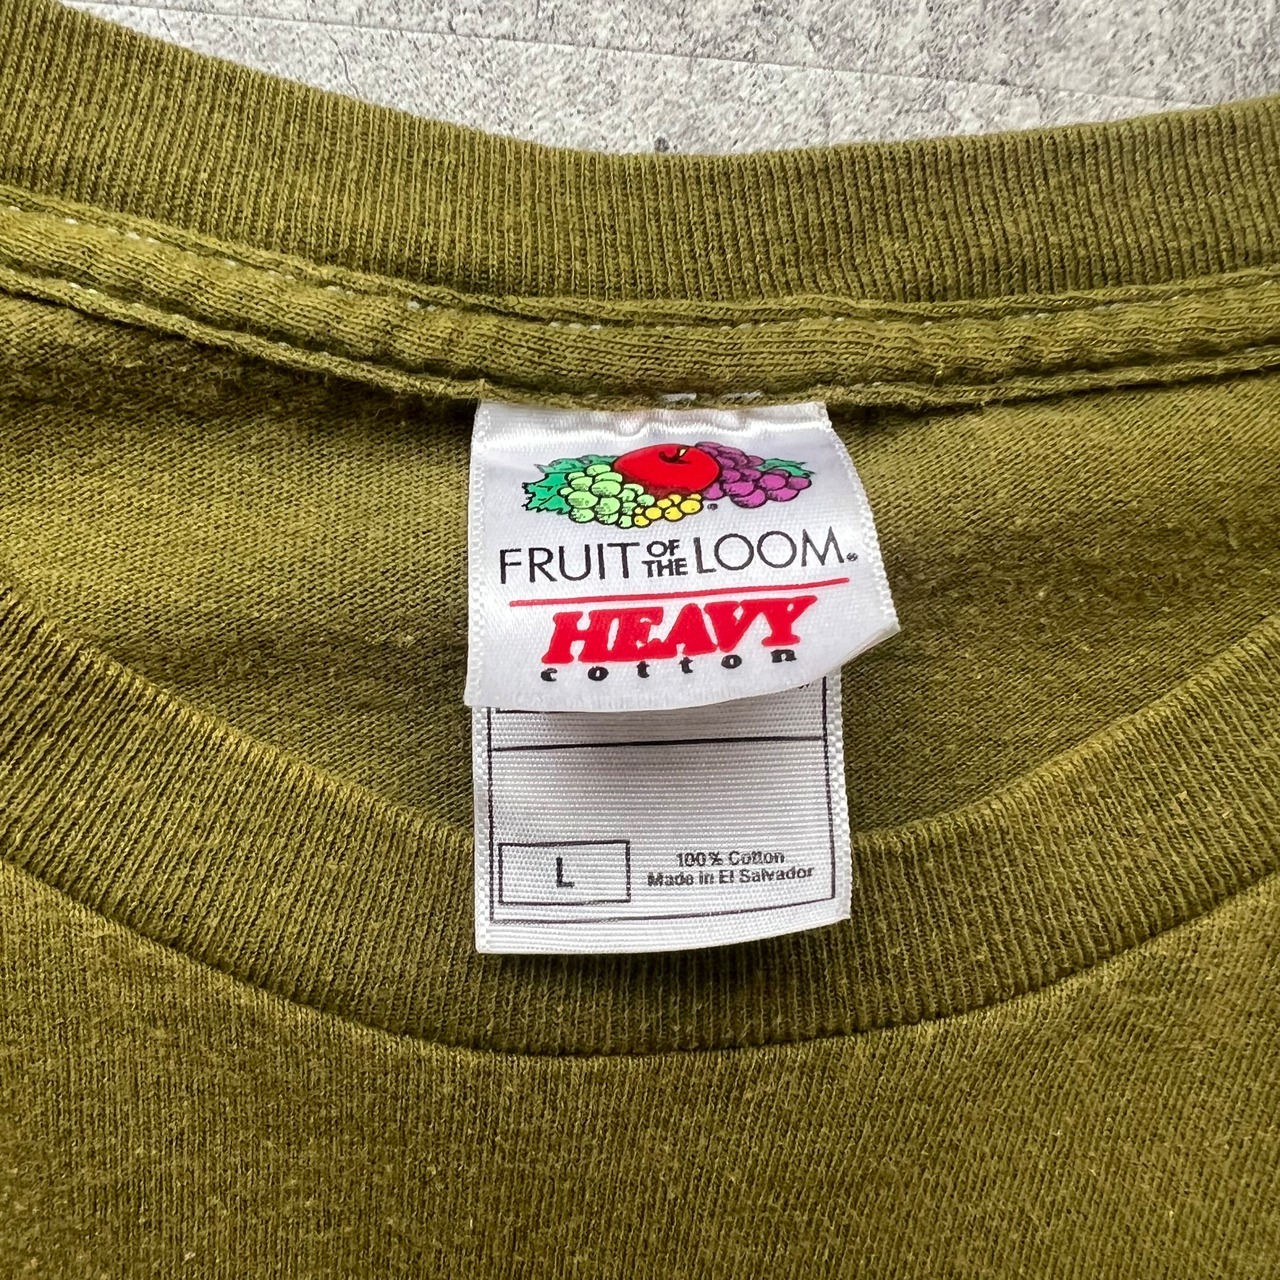 FRUIT OF THE LOOM®
HEAVY
cotton
L
100% Cotton
Made in El Salvador